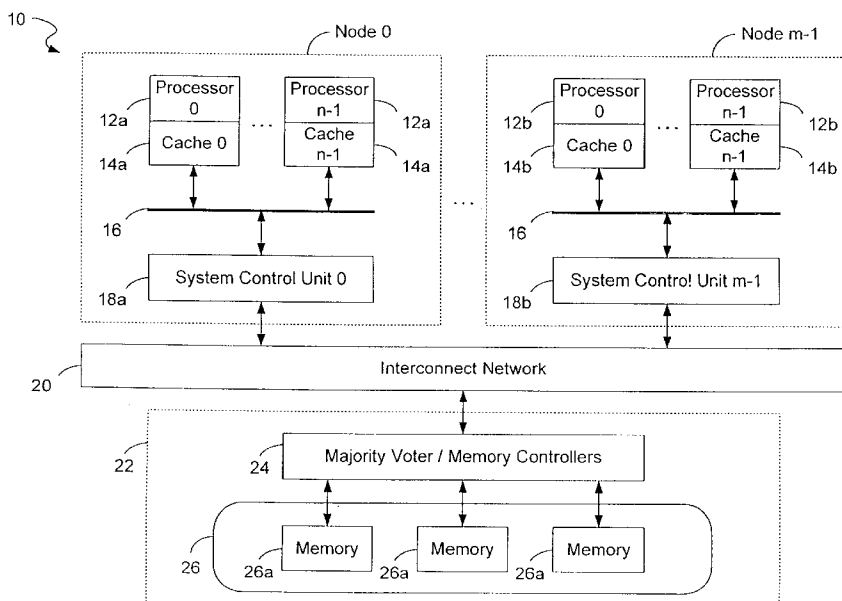 10
Node 0
Node m-1
Processor
0
Cache 0
12a
14a
...
Processor
n-1
Cache
n-1
12a
14a
16
System Control Unit 0
18a
...
Processor
0
Cache 0
12b
14b
...
Processor
n-1
Cache
n-1
12b
14b
16
System Control Unit m-1
18b
Interconnect Network
20
22
24
Majority Voter / Memory Controllers
26
Memory
26a
Memory
26a
Memory
26a